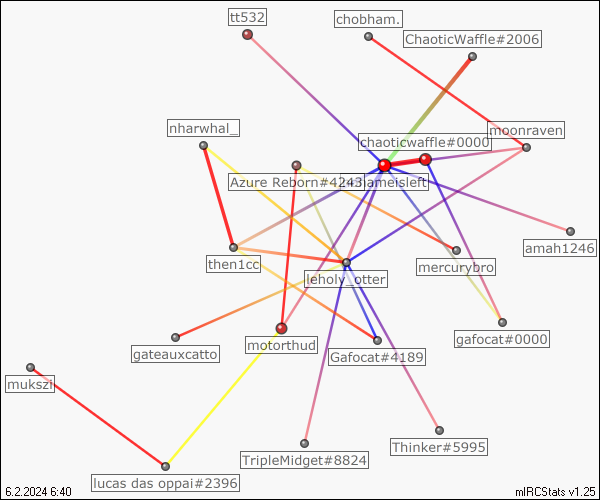 tt532
chobham.
ChaoticWaffle#2006
nharwhal_
moonraven
chaoticwaffle#0000
Azure Reborn#4243
lameisleft
then1cc
leholy_otter
mercurybro
amah1246
gateauxcatto
motorthud
Gafocat#4189
gafocat#0000
mukszi
Thinker#5995
TripleMidget#8824
lucas das oppai#2396
6.2.2024 6:40
mIRCStats v1.25